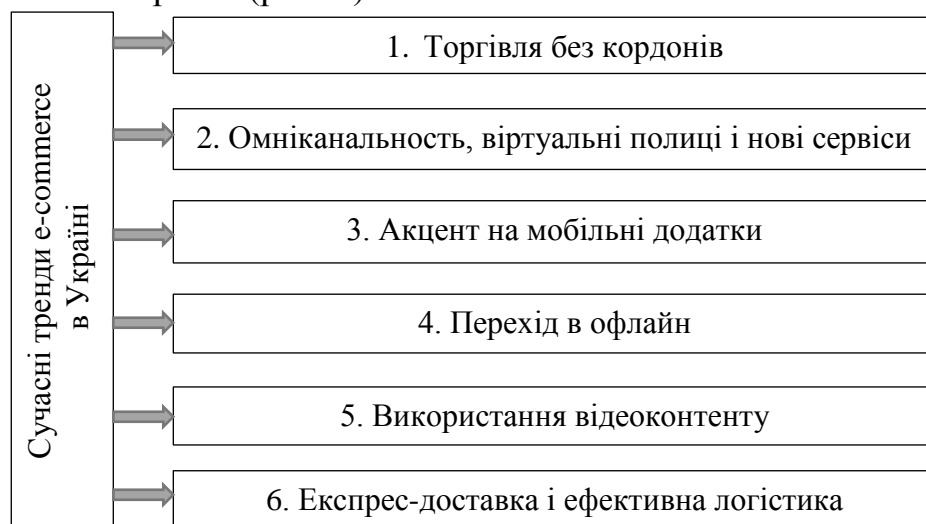 Сучасні тренди e-commerce
в Україні
1. Торгівля без кордонів
2. Омніканальность, віртуальні полиці і нові сервіси
3. Акцент на мобільні додатки
4. Перехід в офлайн
5. Використання відеоконтенту
6. Експрес-доставка і ефективна логістика